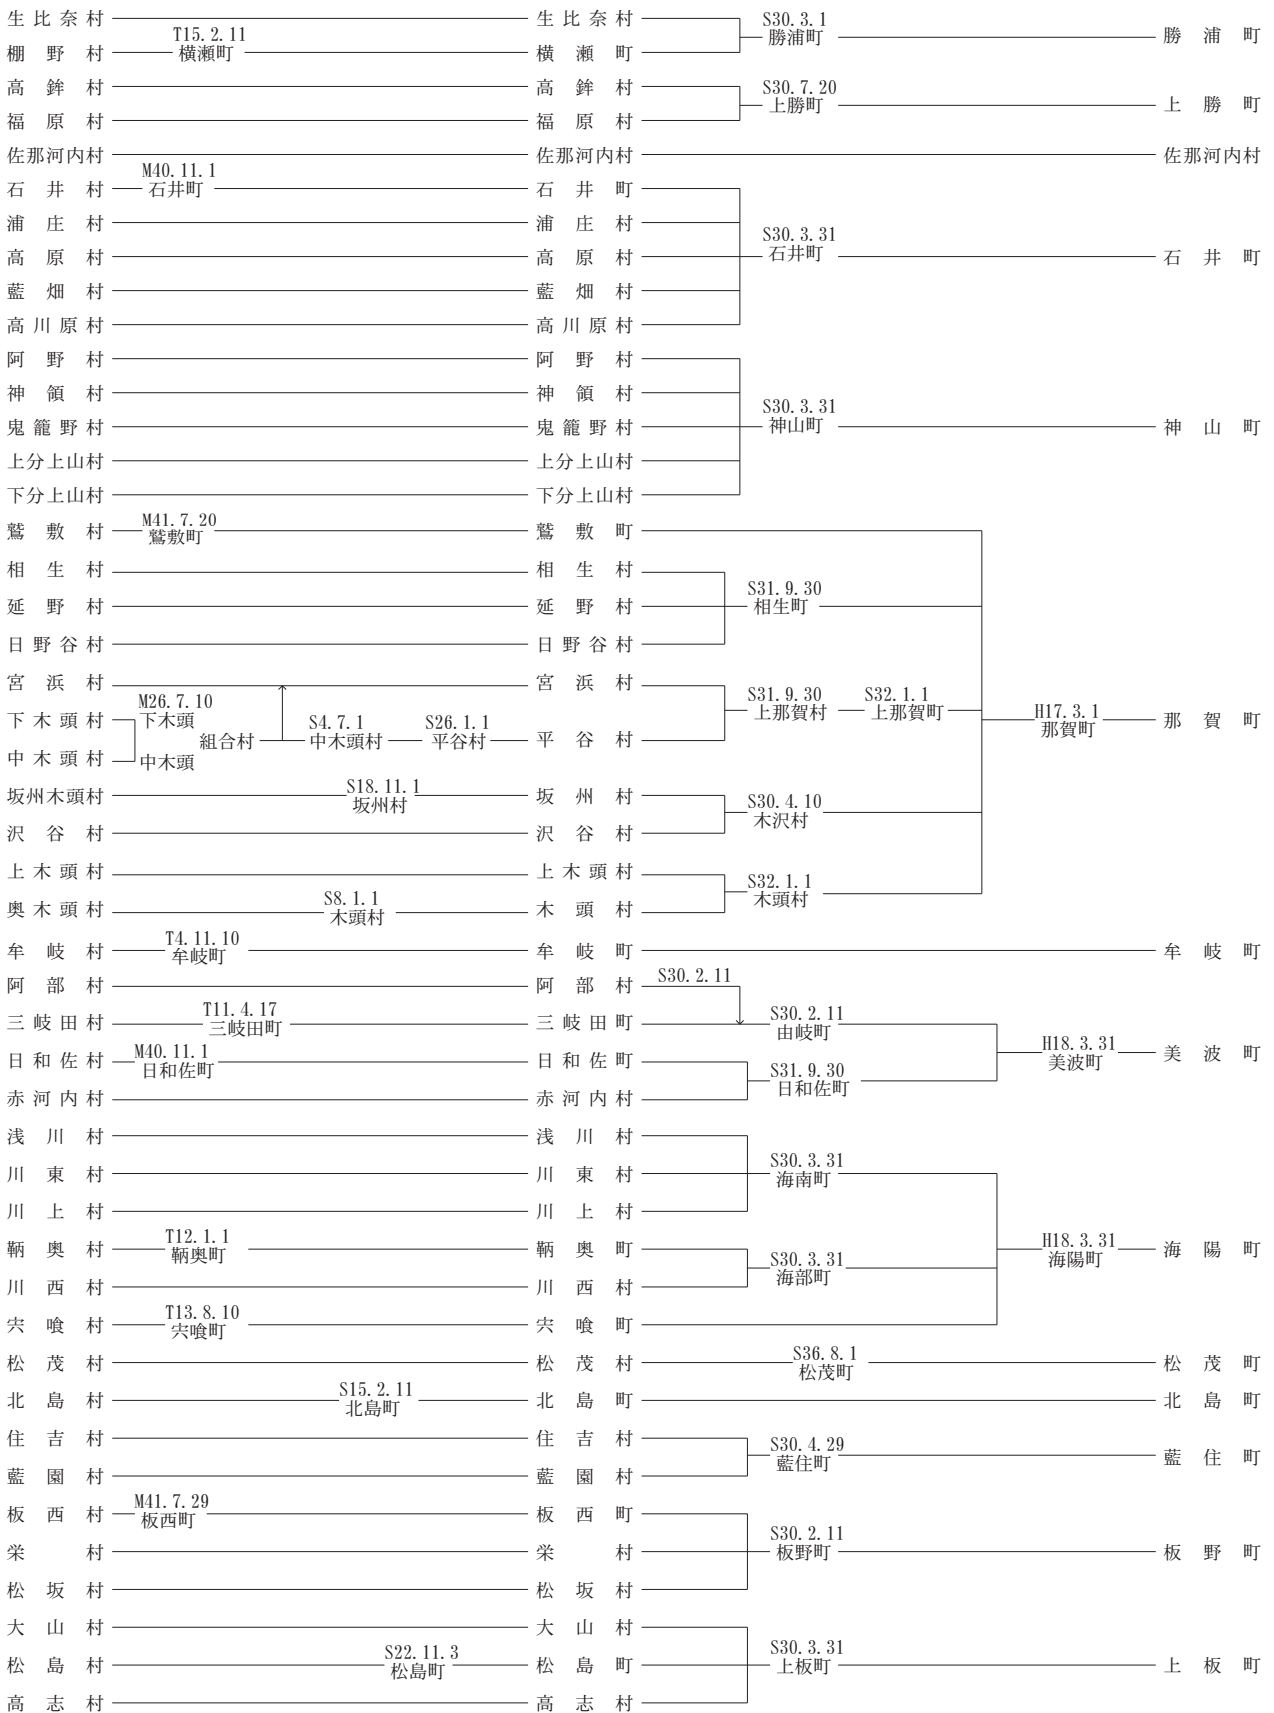 生比奈村 生比奈村 S30.3.1 勝浦町 勝浦町
棚野村 T15.2.11 横瀬町 横瀬町
高鉾村 高鉾村 S30.7.20 上勝町 上勝町
福原村 福原村
佐那河内村 佐那河内村 佐那河内村
石井村 M40.11.1 石井町 石井町
浦庄村 浦庄村
高原村 高原村 S30.3.31 石井町 石井町
藍畑村 藍畑村
高川原村 高川原村
阿野村 阿野村
神領村 神領村
鬼籠野村 鬼籠野村 S30.3.31 神山町 神山町
上分上山村 上分上山村
下分上山村 下分上山村
鷲敷村 M41.7.20 鷲敷町 鷲敷町
相生村 相生村
延野村 延野村 S31.9.30 相生町
日野谷村 日野谷村
宮浜村 宮浜村
下木頭村 M26.7.10 下木頭 S31.9.30 上那賀村 S32.1.1 上那賀町 H17.3.1 那賀町 那賀町
組合村 S4.7.1 中木頭村 S26.1.1 平谷村 平谷村
中木頭村 中木頭
坂州木頭村 S18.11.1 坂州村 坂州村
沢谷村 沢谷村 S30.4.10 木沢村
上木頭村 上木頭村
奥木頭村 S8.1.1 木頭村 木頭村 S32.1.1 木頭村
牟岐村 T4.11.10 牟岐町 牟岐町 牟岐町
阿部村 阿部村 S30.2.11
三岐田村 T11.4.17 三岐田町 三岐田町 S30.2.11 由岐町
日和佐村 M40.11.1 日和佐町 日和佐町 H18.3.31 美波町 美波町
赤河内村 赤河内村 S31.9.30 日和佐町
浅川村 浅川村
川東村 川東村 S30.3.31 海南町
川上村 川上村
鞆奥村 T12.1.1 鞆奥町 鞆奥町 H18.3.31 海陽町 海陽町
川西村 川西村 S30.3.31 海部町
宍喰村 T13.8.10 宍喰町 宍喰町
松茂村 松茂村 S36.8.1 松茂町 松茂町
北島村 S15.2.11 北島町 北島町 北島町
住吉村 住吉村 S30.4.29 藍住町 藍住町
藍園村 藍園村
板西村 M41.7.29 板西町 板西町
栄村 栄村 S30.2.11 板野町 板野町
松坂村 松坂村
大山村 大山村
松島村 S22.11.3 松島町 松島町 S30.3.31 上板町 上板町
高志村 高志村